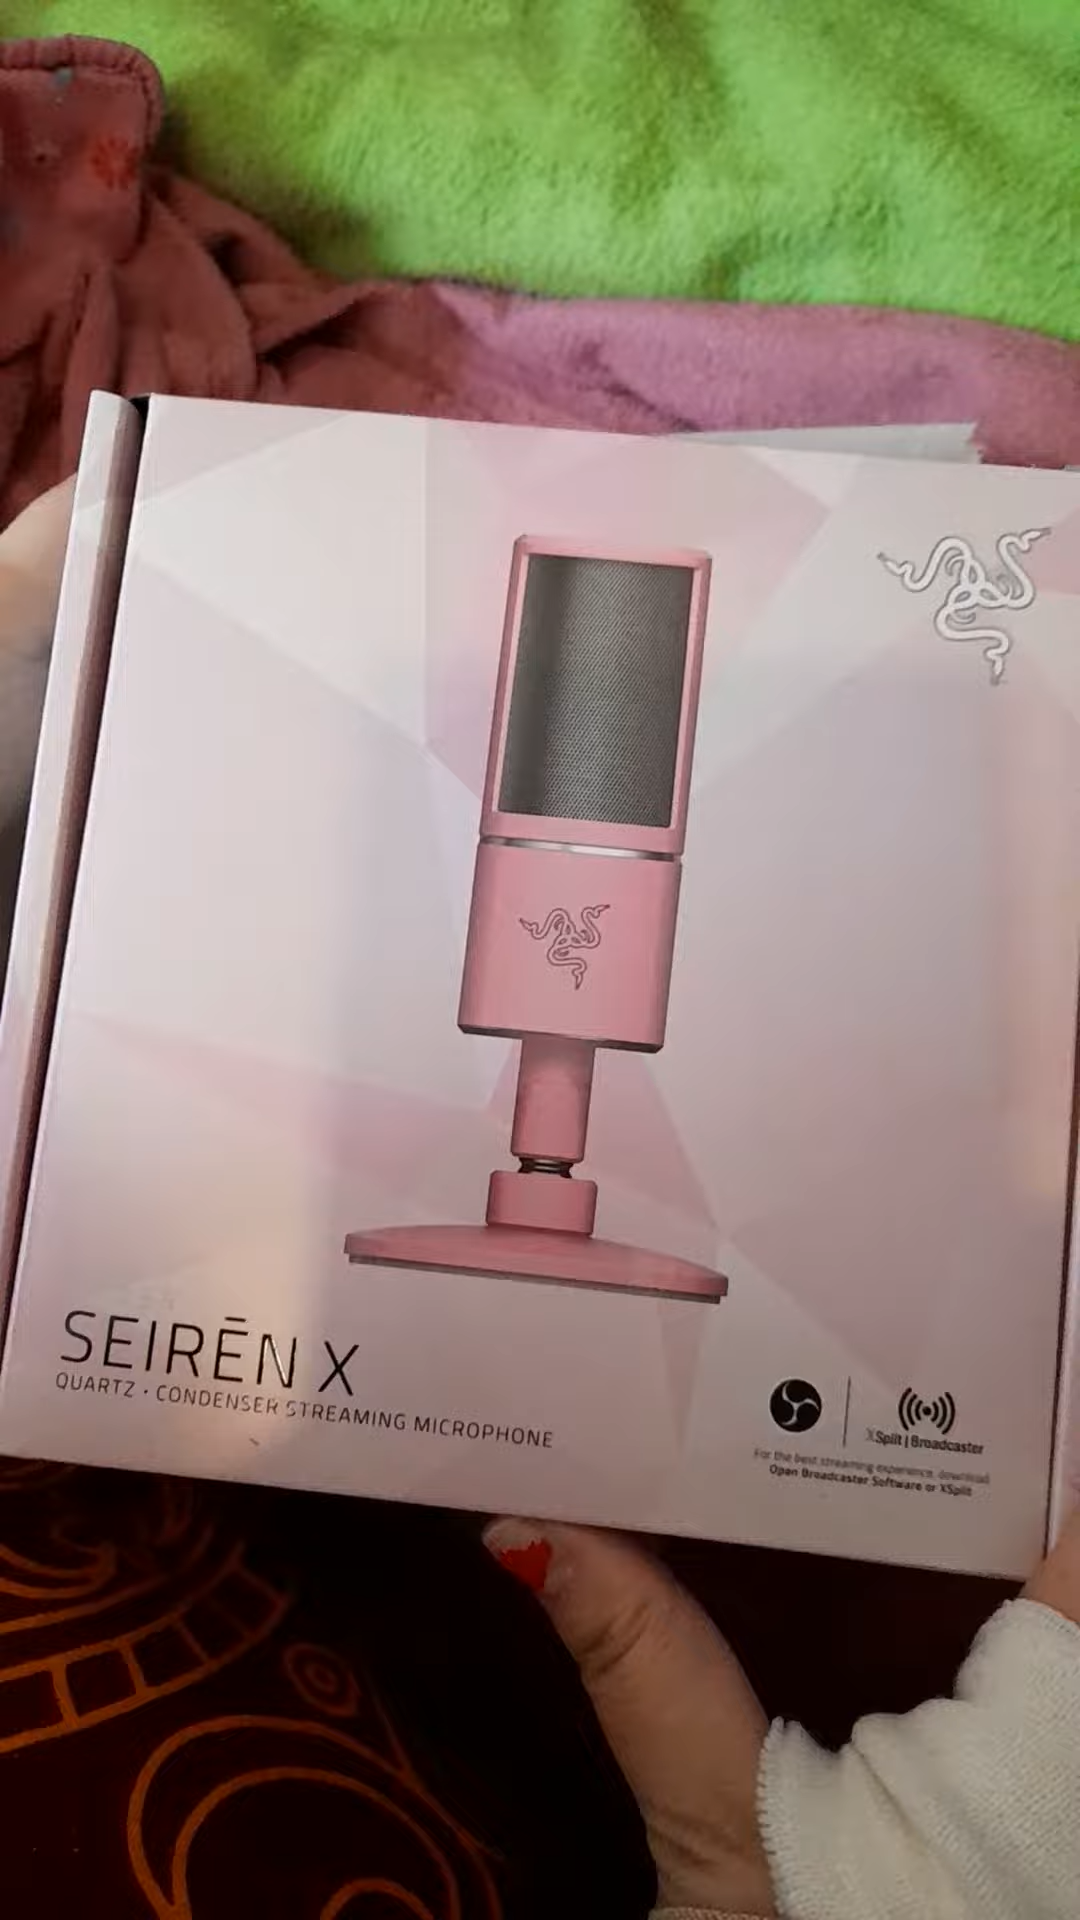 SEIRĒN X
QUARTZ · CONDENSER STREAMING MICROPHONE
XSplit | Broadcaster
For the best streaming experience, download
Open Broadcaster Software or XSplit